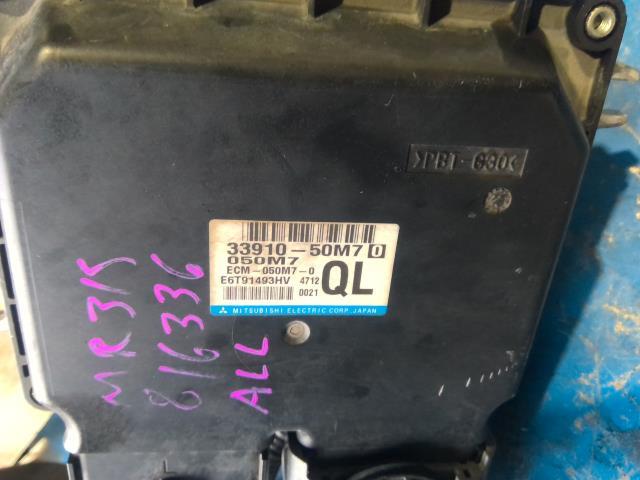 >PBT-G30<
33910-50M7 0
050M7
ECM-050M7-0
E6T91493HV 4712
0021
QL
MITSUBISHI ELECTRIC CORP. JAPAN
MR31S
816336
ALL